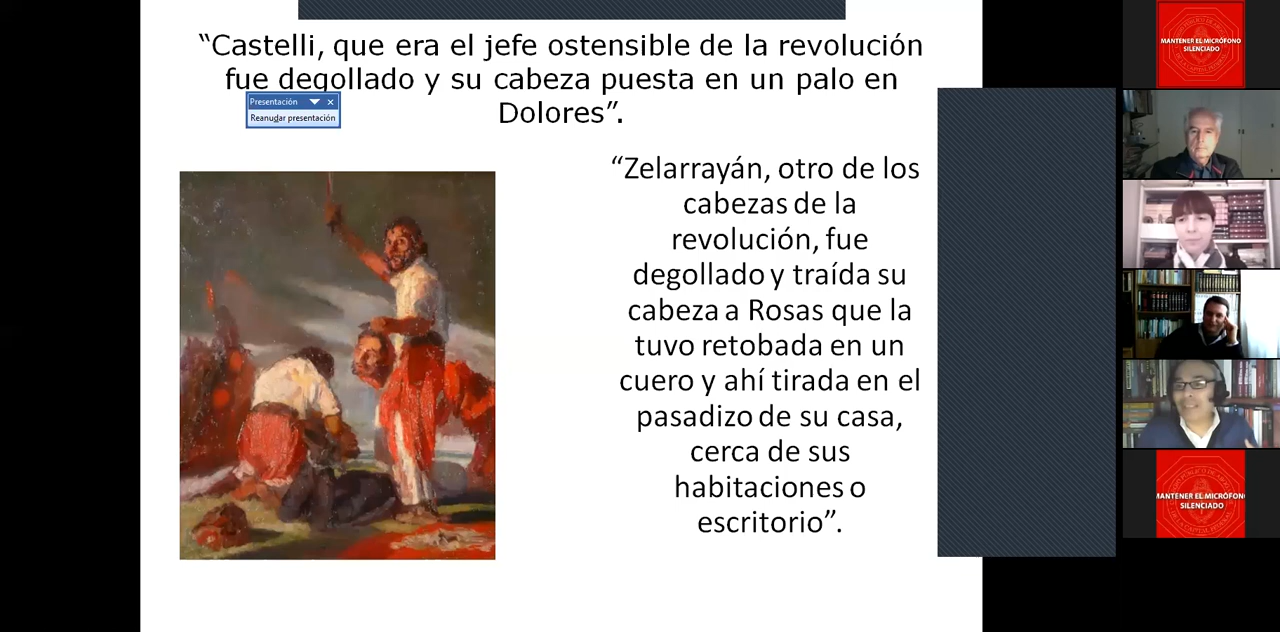 “Castelli, que era el jefe ostensible de la revolución
fue degollado y su cabeza puesta en un palo en
Dolores”.
Presentación
Reanudar presentación
“Zelarrayán, otro de los
cabezas de la
revolución, fue
degollado y traída su
cabeza a Rosas que la
tuvo retobada en un
cuero y ahí tirada en el
pasadizo de su casa,
cerca de sus
habitaciones o
escritorio”.
MANTENER EL MICRÓFONO
SILENCIADO
MANTENER EL MICRÓFON
SILENCIADO